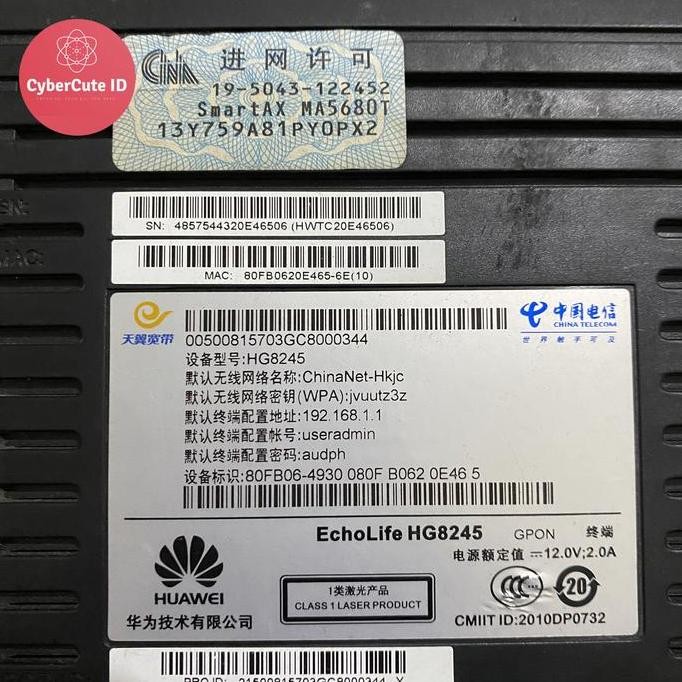 CyberCute ID
CNA 进网许可
19-5043-122452
SmartAX MA5680T
13Y759A81PY0PX2
SN: 4857544320E46506 (HWTC20E46506)
MAC: 80FB0620E465-6E(10)
天翼宽带
中国电信
CHINA TELECOM
世界触手可及
00500815703GC8000344
设备型号:HG8245
默认无线网络名称:ChinaNet-Hkjc
默认无线网络密钥(WPA):jvuutz3z
默认终端配置地址:192.168.1.1
默认终端配置帐号:useradmin
默认终端配置密码:audph
设备标识:80FB06-4930 080F B062 0E46 5
EchoLife HG8245 GPON 终端
电源额定值 12.0V;2.0A
HUAWEI
华为技术有限公司
1类激光产品
CLASS 1 LASER PRODUCT
CCC
20
CMIIT ID:2010DP0732
PROID: 21500815703GC8000344 X